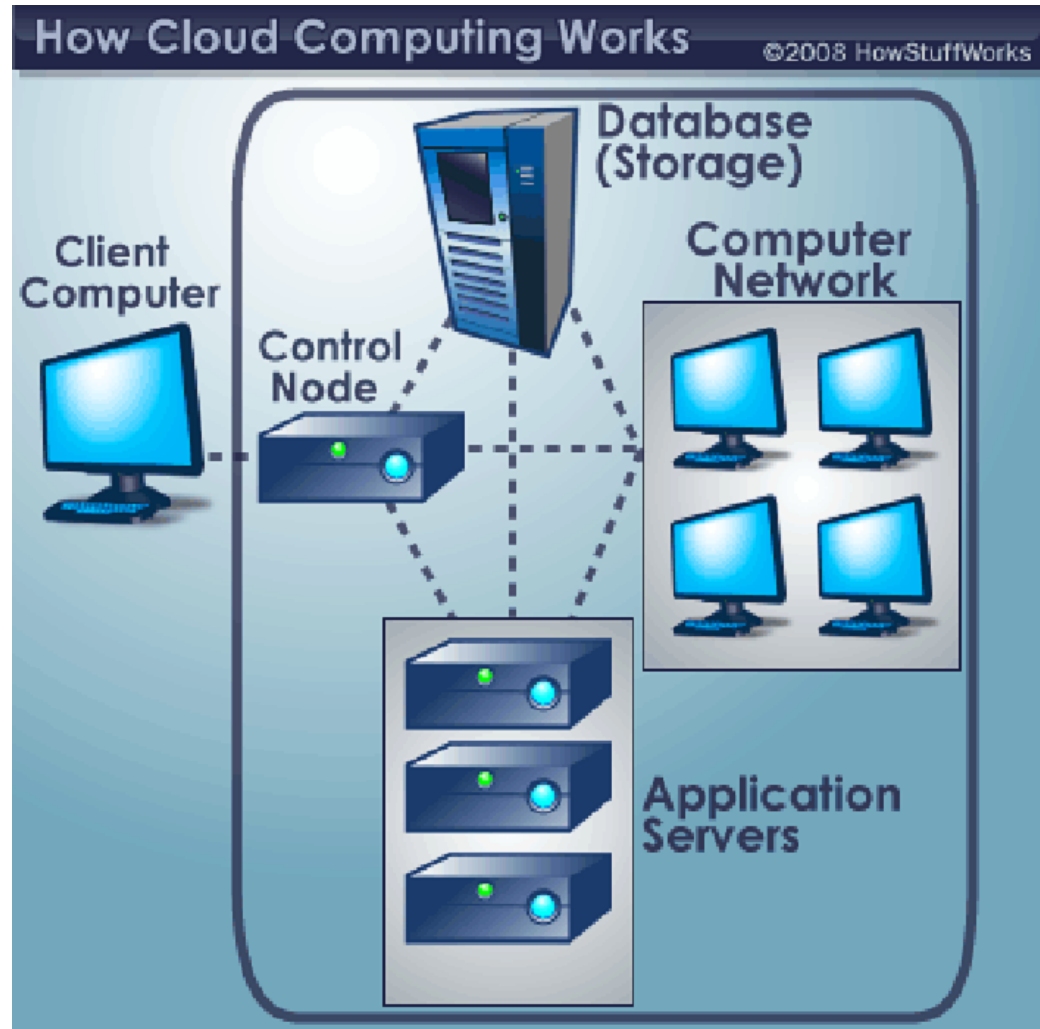 How Cloud Computing Works
©2008 HowStuffWorks
Database
(Storage)
Client
Computer
Computer
Network
Control
Node
Application
Servers